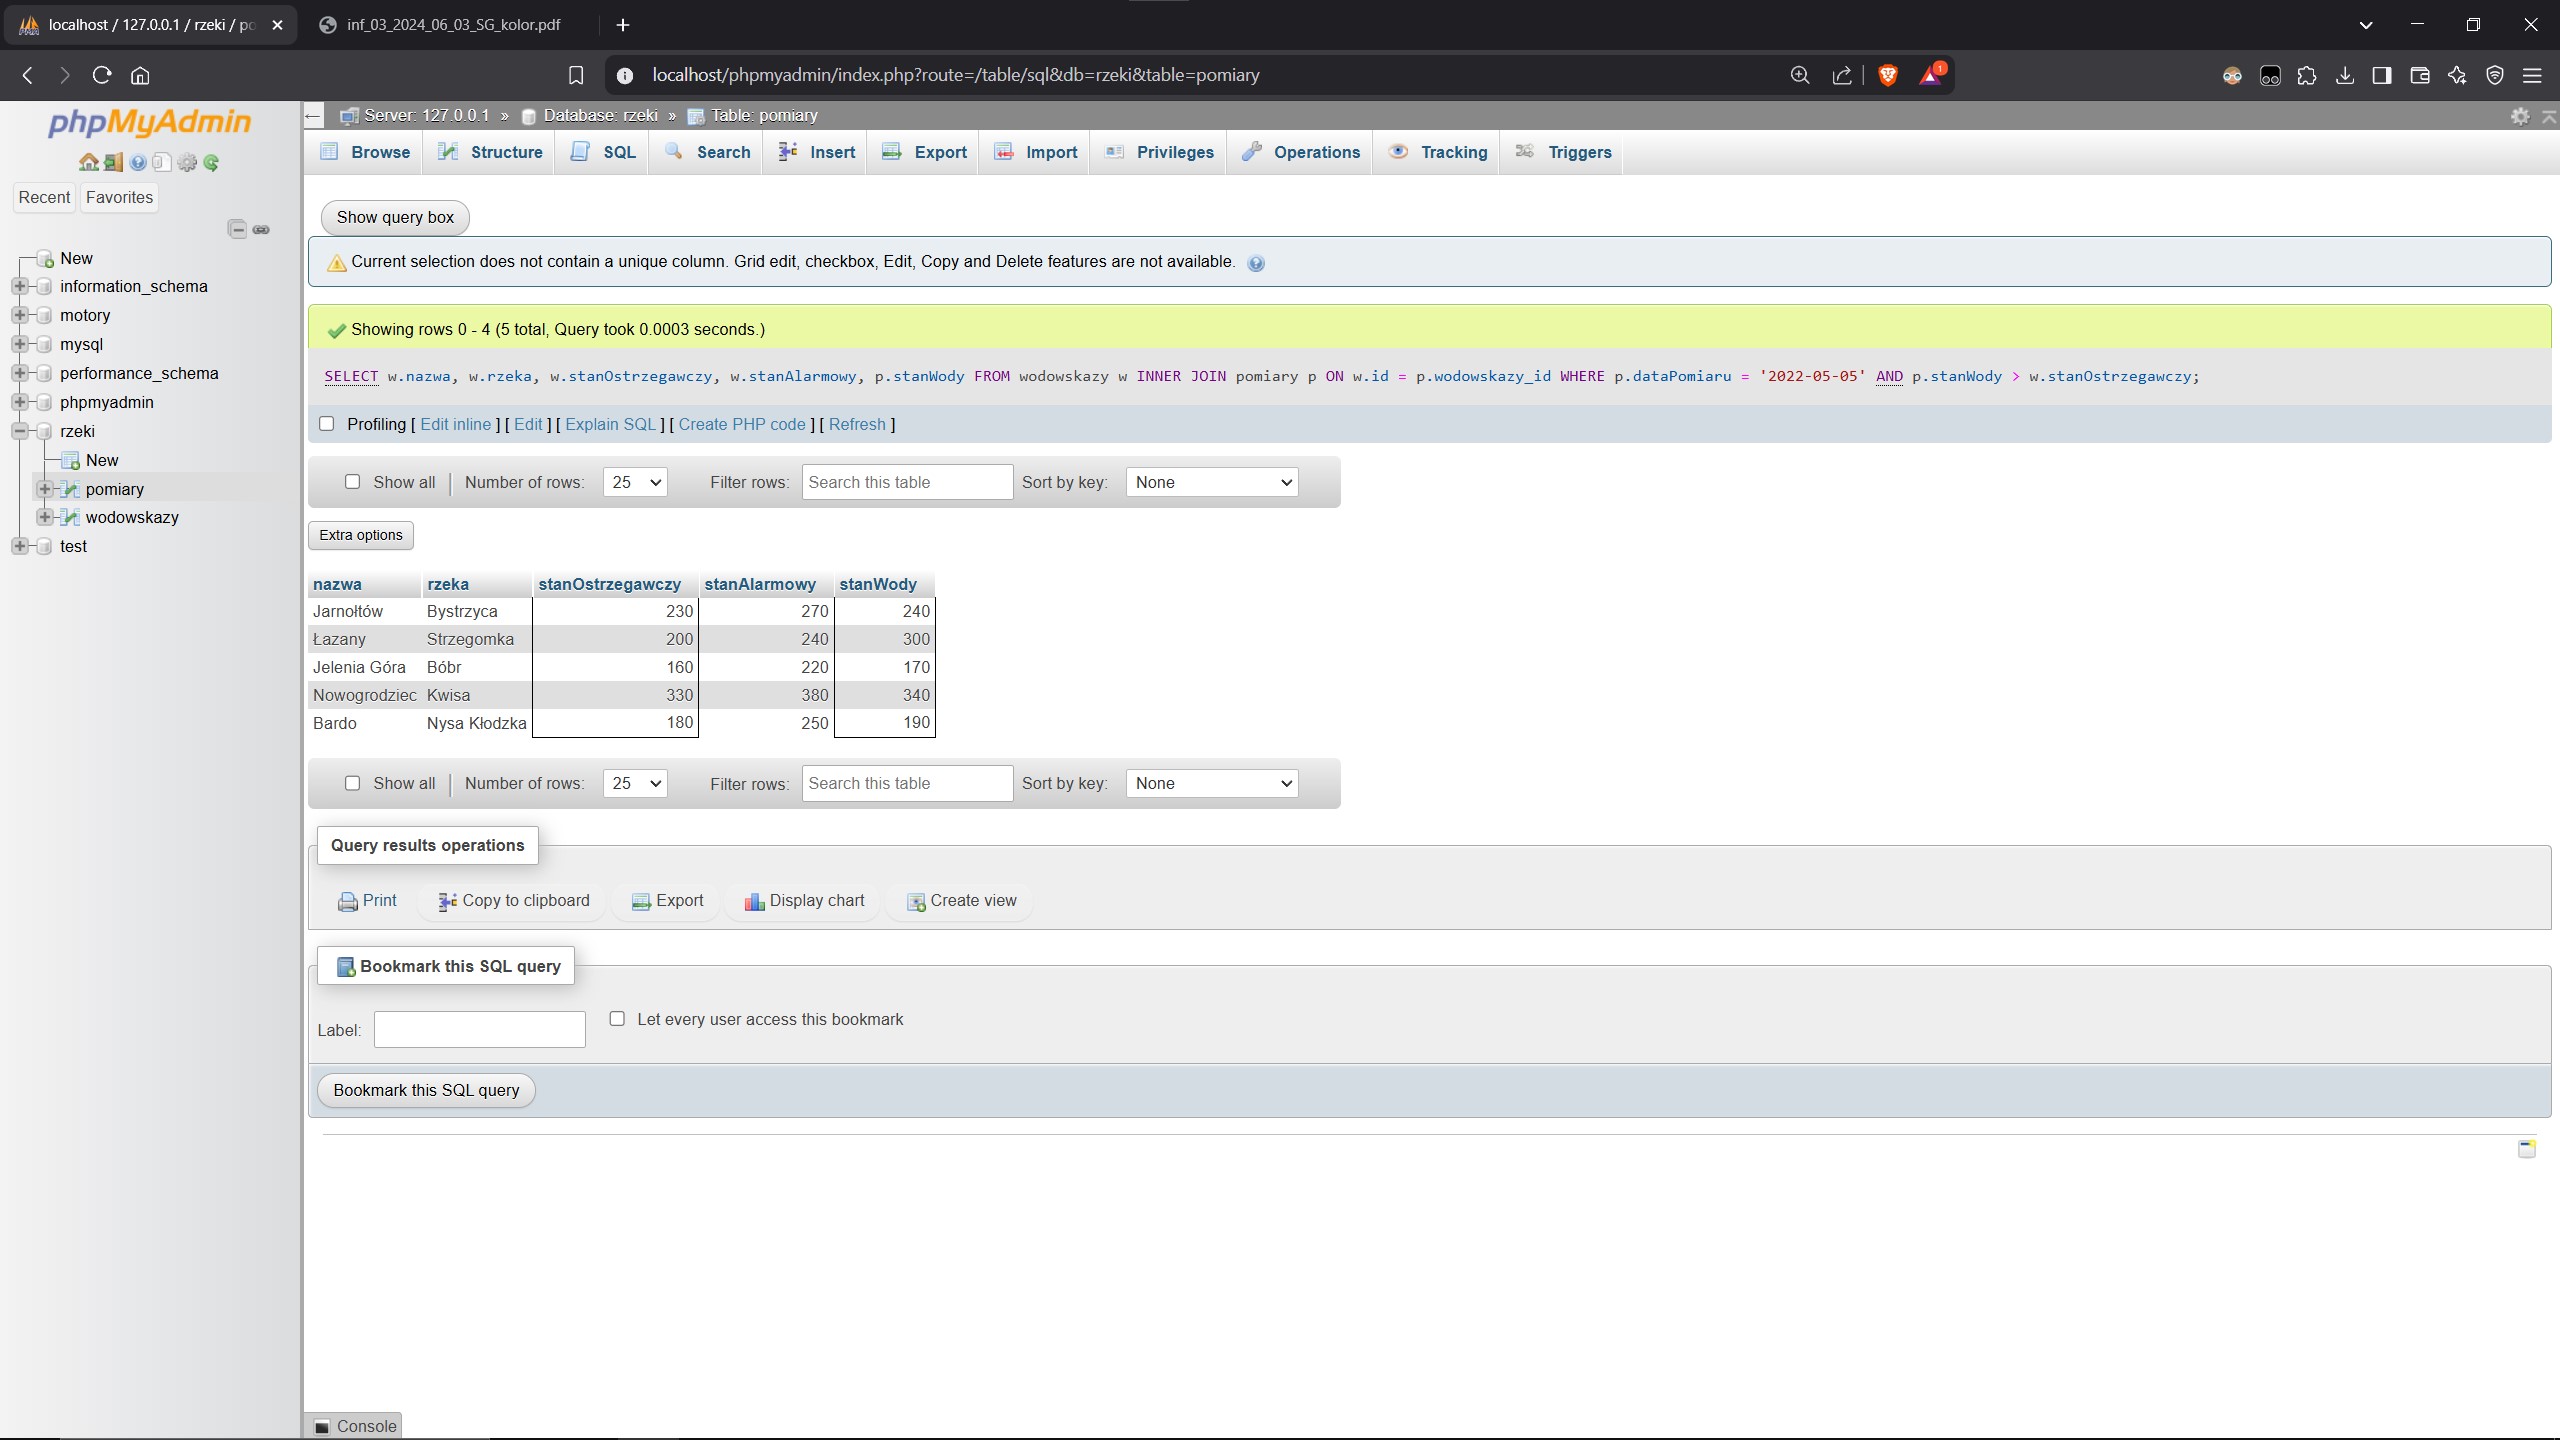 localhost / 127.0.0.1 / rzeki / po
inf_03_2024_06_03_SG_kolor.pdf
localhost/phpmyadmin/index.php?route=/table/sql&db=rzeki&table=pomiary
1
phpMyAdmin
Recent
Favorites
New
information_schema
motory
mysql
performance_schema
phpmyadmin
rzeki
New
pomiary
wodowskazy
test
Server: 127.0.0.1 » Database: rzeki » Table: pomiary
Browse Structure SQL Search Insert Export Import Privileges Operations Tracking Triggers
Show query box
Current selection does not contain a unique column. Grid edit, checkbox, Edit, Copy and Delete features are not available.
Showing rows 0 - 4 (5 total, Query took 0.0003 seconds.)
SELECT w.nazwa, w.rzeka, w.stanOstrzegawczy, w.stanAlarmowy, p.stanWody FROM wodowskazy w INNER JOIN pomiary p ON w.id = p.wodowskazy_id WHERE p.dataPomiaru = '2022-05-05' AND p.stanWody > w.stanOstrzegawczy;
Profiling [ Edit inline ] [ Edit ] [ Explain SQL ] [ Create PHP code ] [ Refresh ]
Show all Number of rows: 25 Filter rows: Search this table Sort by key: None
Extra options
nazwa rzeka stanOstrzegawczy stanAlarmowy stanWody
Jarnołtów Bystrzyca 230 270 240
Łazany Strzegomka 200 240 300
Jelenia Góra Bóbr 160 220 170
Nowogrodziec Kwisa 330 380 340
Bardo Nysa Kłodzka 180 250 190
Show all Number of rows: 25 Filter rows: Search this table Sort by key: None
Query results operations
Print Copy to clipboard Export Display chart Create view
Bookmark this SQL query
Label: Let every user access this bookmark
Bookmark this SQL query
Console